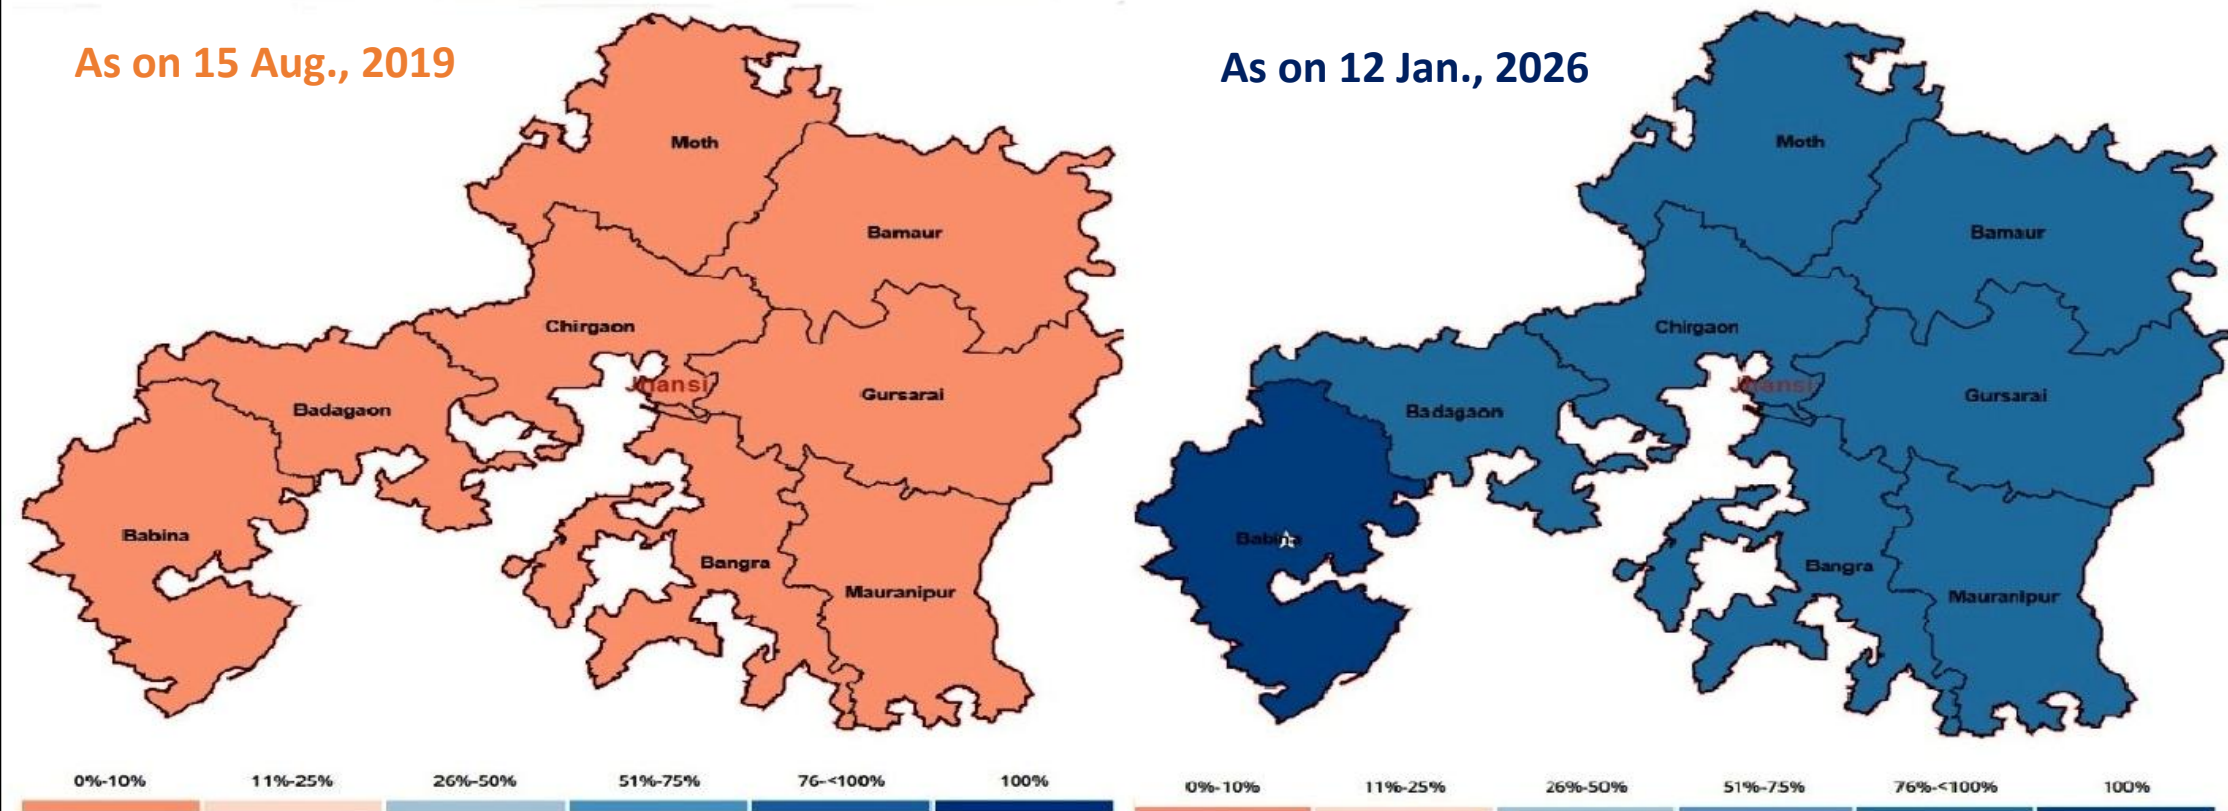 As on 15 Aug., 2019
Moth
Bamaur
Chirgaon
Jhansi
Gursarai
Badagaon
Babina
Bangra
Mauranipur
0%-10% 11%-25% 26%-50% 51%-75% 76-<100% 100%
As on 12 Jan., 2026
Moth
Bamaur
Chirgaon
Jhansi
Gursarai
Badagaon
Babina
Bangra
Mauranipur
0%-10% 11%-25% 26%-50% 51%-75% 76%-<100% 100%